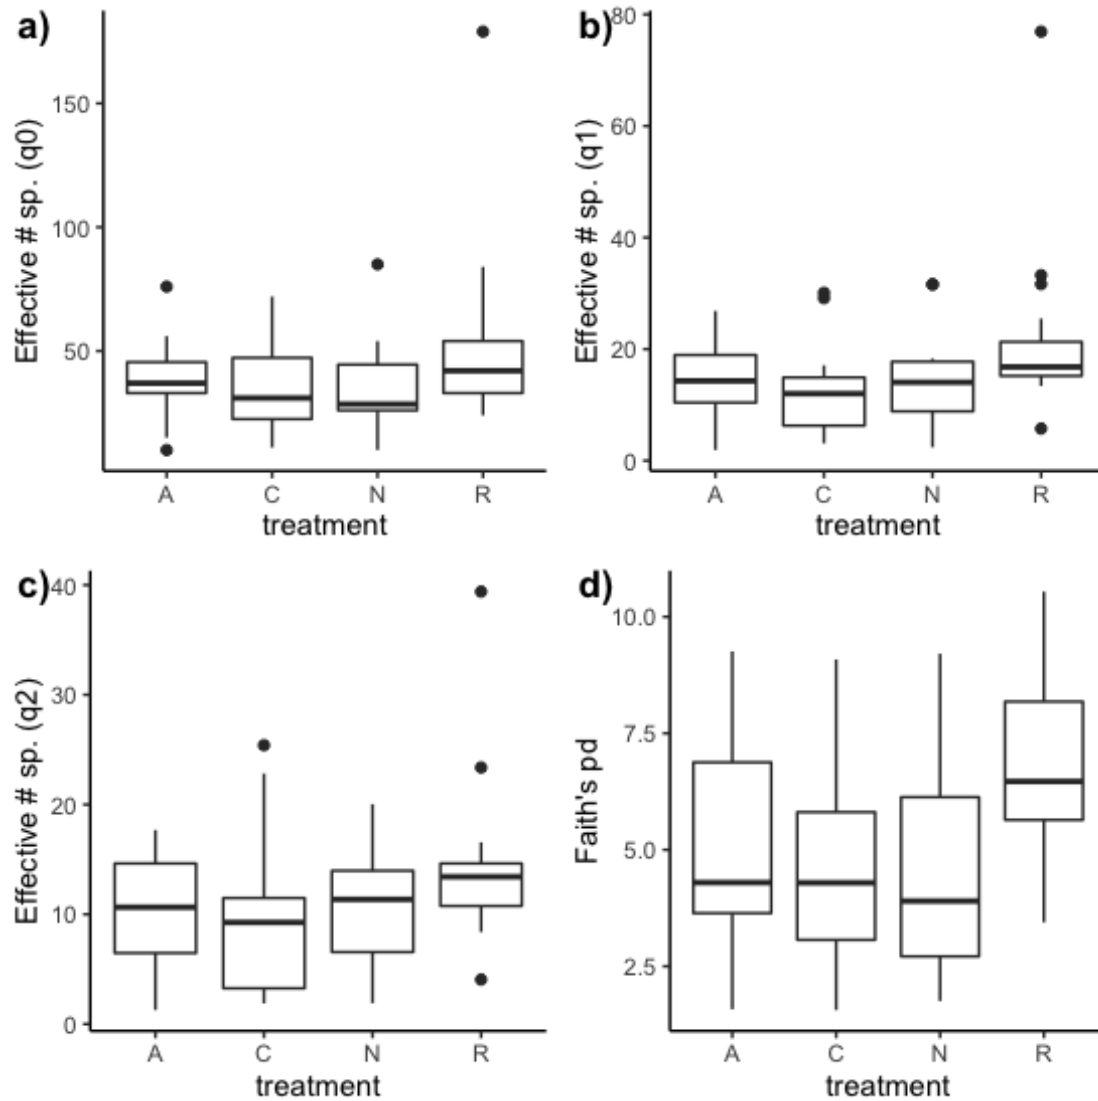 a)
Effective # sp. (q0)
150
100
50
A C N R
treatment
b)
Effective # sp. (q1)
80
60
40
20
0
A C N R
treatment
c)
Effective # sp. (q2)
40
30
20
10
0
A C N R
treatment
d)
Faith's pd
10.0
7.5
5.0
2.5
A C N R
treatment